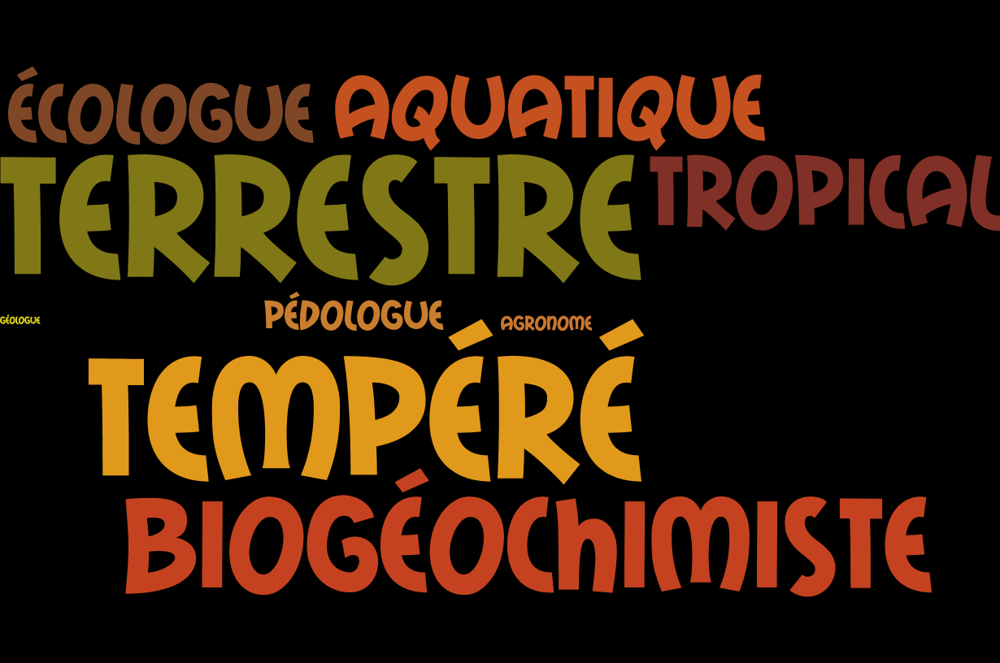 ÉCOLOGUE AQUATIQUE
TERRESTRE TROPICAL
GÉOLOGUE PÉDOLOGUE AGRONOME
TEMPÉRÉ
BIOGÉOChIMISTE